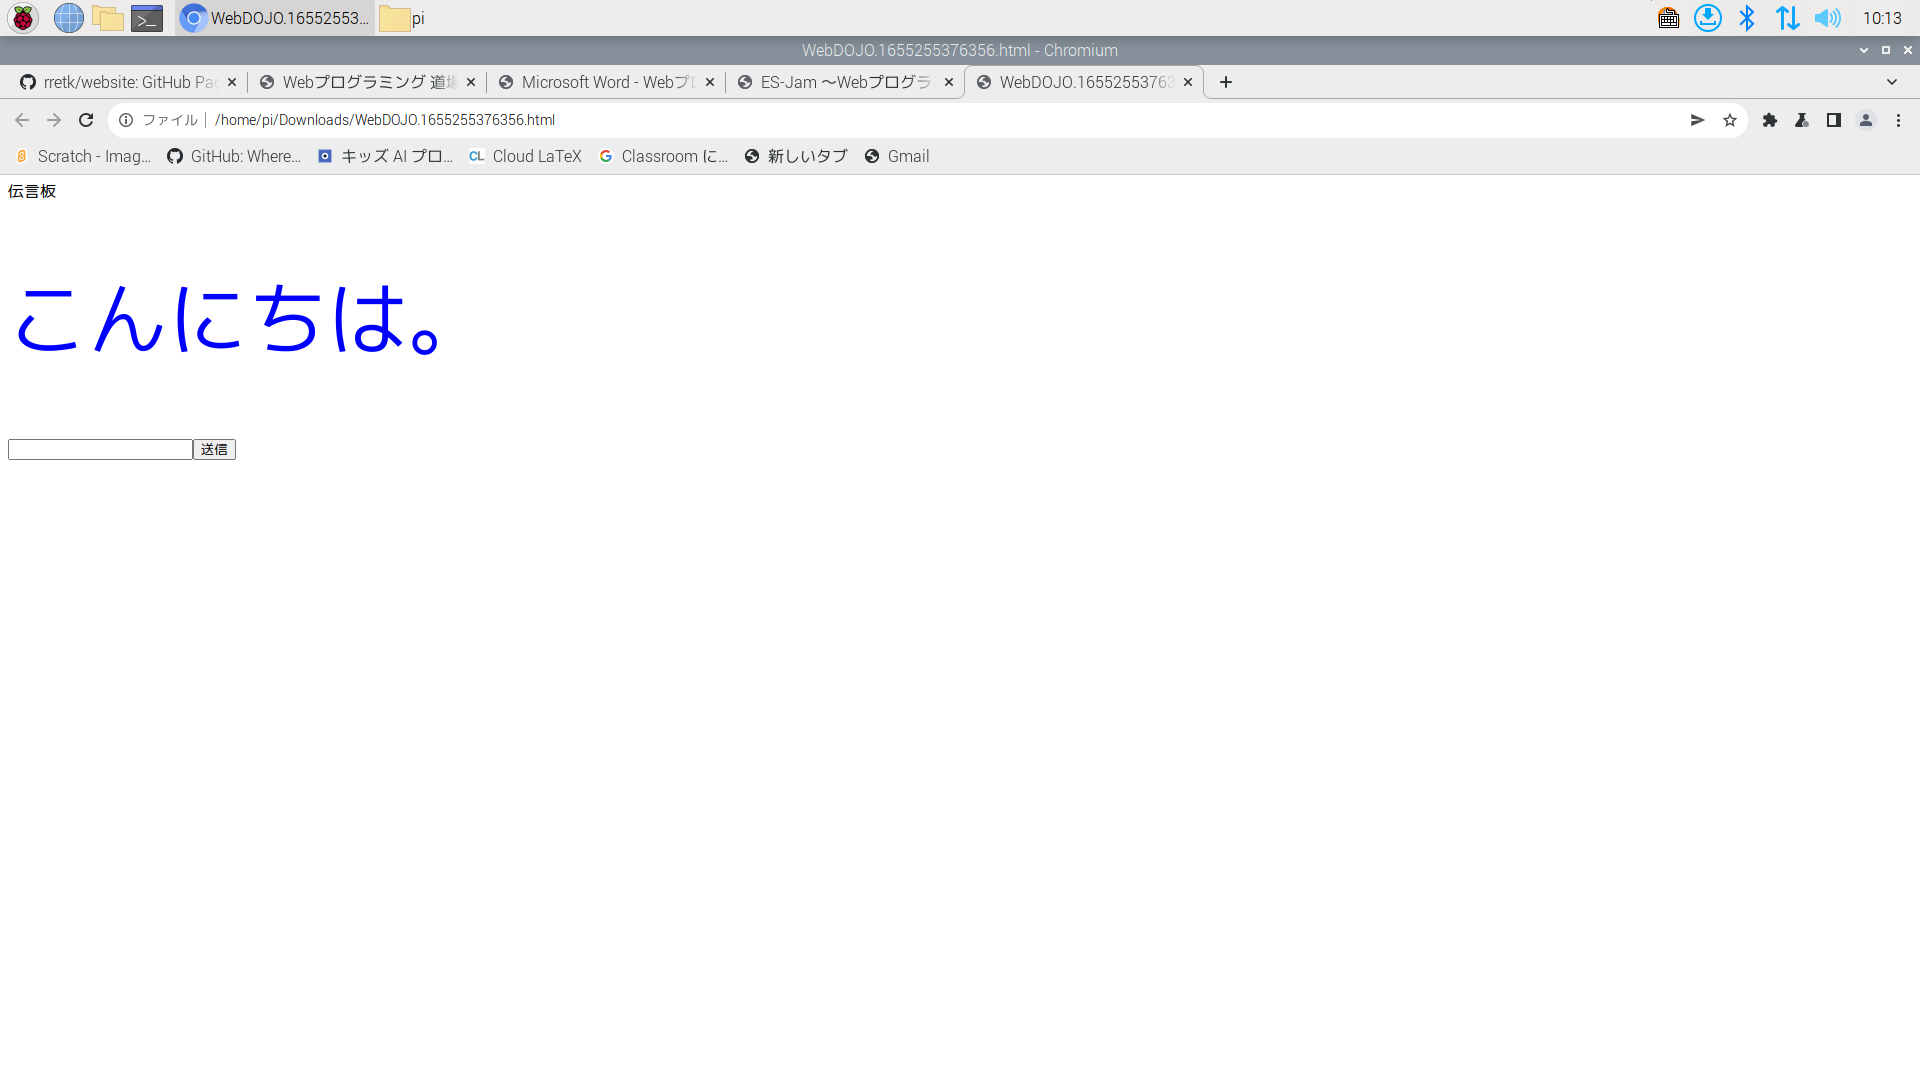 WebDOJO.16552553... pi 10:13
WebDOJO.1655255376356.html - Chromium
rretk/website: GitHub Pag Webプログラミング 道場 Microsoft Word - Webプロ ES-Jam ～Webプログラ WebDOJO.16552553763
ファイル /home/pi/Downloads/WebDOJO.1655255376356.html
Scratch - Imag... GitHub: Where... キッズ AI プロ... Cloud LaTeX Classroom に... 新しいタブ Gmail
伝言板
こんにちは。
送信